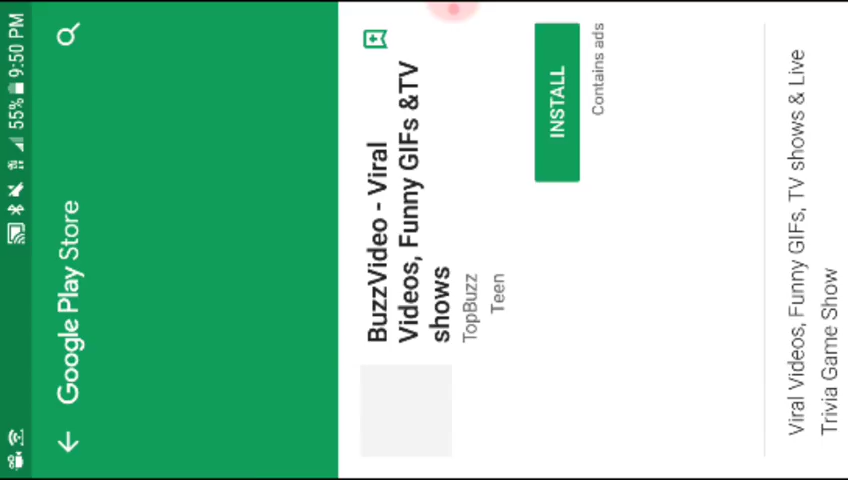 55% 9:50 PM
Google Play Store
BuzzVideo - Viral
Videos, Funny GIFs &TV
shows
TopBuzz
Teen
INSTALL
Contains ads
Viral Videos, Funny GIFs, TV shows & Live
Trivia Game Show